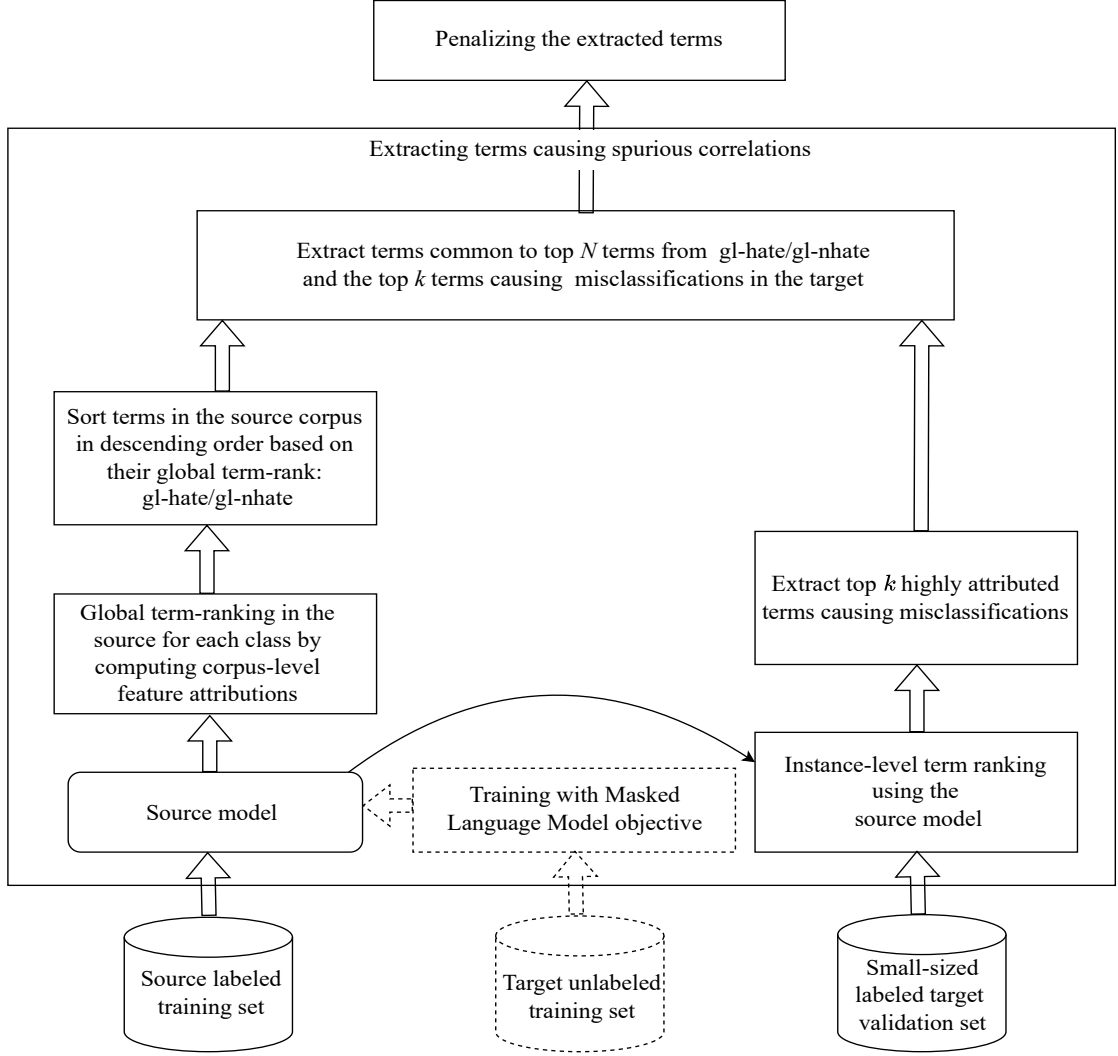 Penalizing the extracted terms
Extracting terms causing spurious correlations
Extract terms common to top N terms from gl-hate/gl-nhate
and the top k terms causing misclassifications in the target
Sort terms in the source corpus
in descending order based on
their global term-rank:
gl-hate/gl-nhate
Extract top k highly attributed
terms causing misclassifications
Global term-ranking in the
source for each class by
computing corpus-level
feature attributions
Source model
Training with Masked
Language Model objective
Instance-level term ranking
using the
source model
Source labeled
training set
Target unlabeled
training set
Small-sized
labeled target
validation set